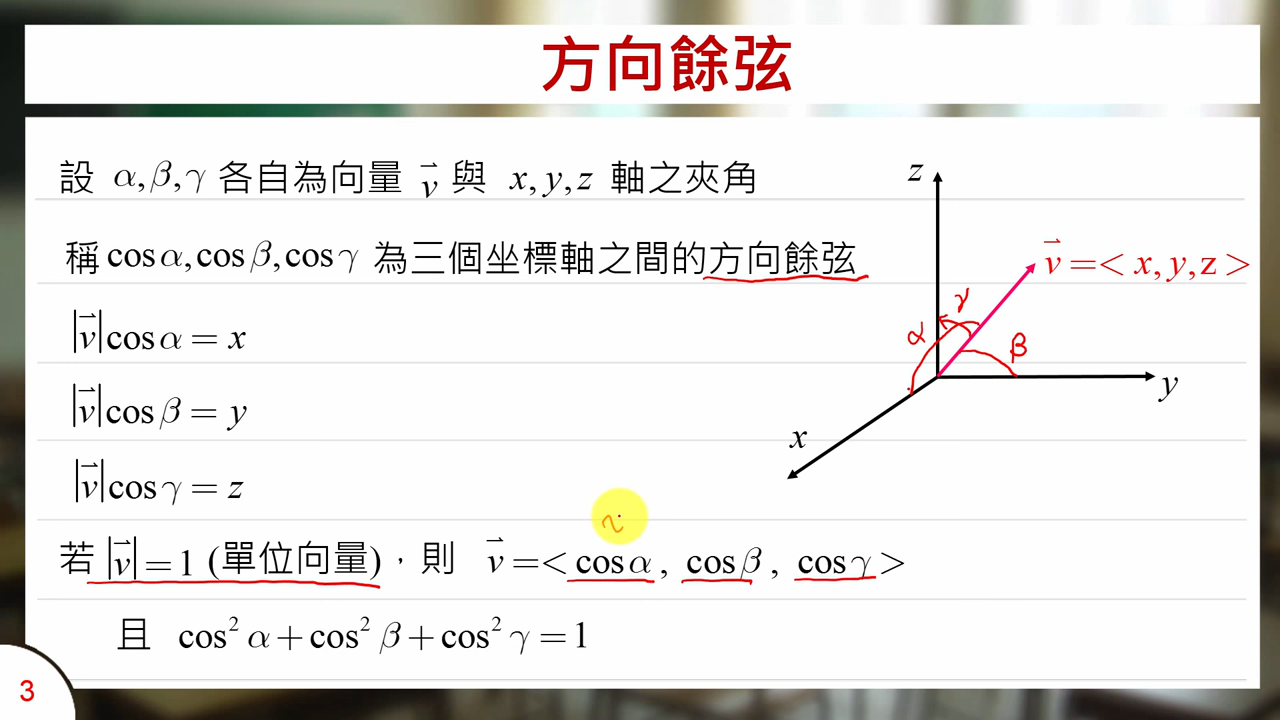 方向餘弦
設 α,β,γ 各自為向量 v⃗ 與 x,y,z 軸之夾角
稱 cosα,cosβ,cosγ 為三個坐標軸之間的方向餘弦
|v⃗|cosα=x
|v⃗|cosβ=y
|v⃗|cosγ=z
若 |v⃗|=1 (單位向量),則 v⃗=<cosα, cosβ, cosγ>
且 cos²α+cos²β+cos²γ=1
z
v⃗=<x,y,z>
γ
α
β
y
x
3